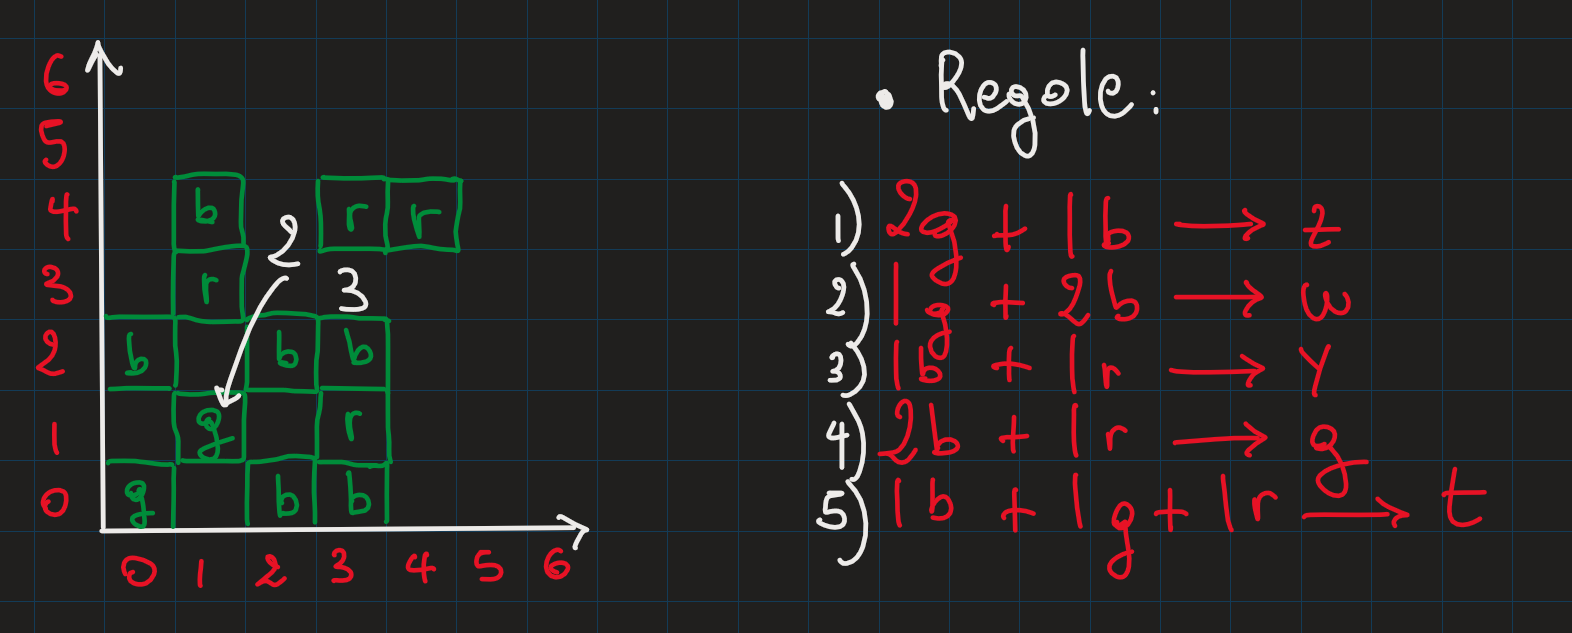 • Regole:
6
5
4 b r r
2
3 r 3
2 b b b
1 g r
0 g b b
0 1 2 3 4 5 6
1) 2g + 1b → z
2) 1g + 2b → w
3) 1b + 1r → y
4) 2b + 1r → g
5) 1b + 1g + 1r → t